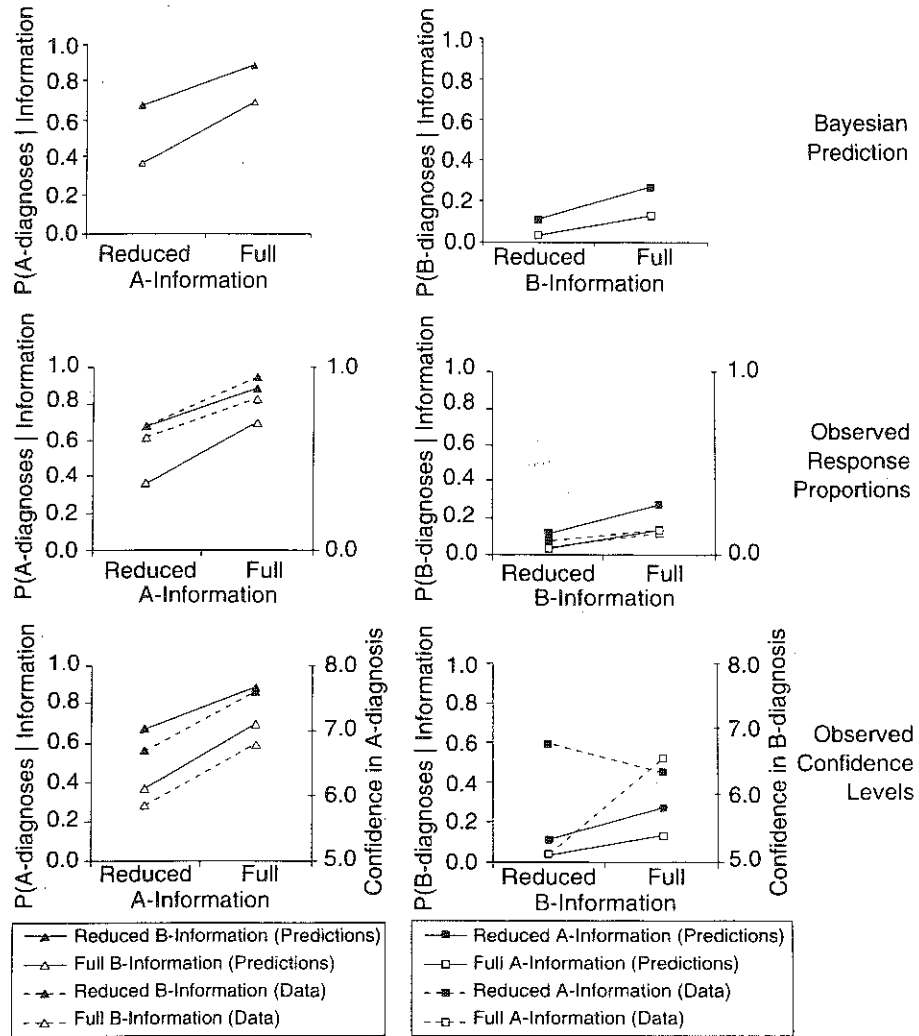 P(A-diagnoses | Information
1.0
0.8
0.6
0.4
0.2
0.0
Reduced Full
A-Information
P(B-diagnoses | Information
1.0
0.8
0.6
0.4
0.2
0.0
Reduced Full
B-Information
Bayesian
Prediction
P(A-diagnoses | Information
1.0
0.8
0.6
0.4
0.2
0.0
1.0
0.0
Reduced Full
A-Information
P(B-diagnoses | Information
1.0
0.8
0.6
0.4
0.2
0.0
1.0
0.0
Reduced Full
B-Information
Observed
Response
Proportions
P(A-diagnoses | Information
1.0
0.8
0.6
0.4
0.2
0.0
8.0
7.0
6.0
5.0
Confidence in A-diagnosis
Reduced Full
A-Information
P(B-diagnoses | Information
1.0
0.8
0.6
0.4
0.2
0.0
8.0
7.0
6.0
5.0
Confidence in B-diagnosis
Reduced Full
B-Information
Observed
Confidence
Levels
Reduced B-Information (Predictions)
Full B-Information (Predictions)
Reduced B-Information (Data)
Full B-Information (Data)
Reduced A-Information (Predictions)
Full A-Information (Predictions)
Reduced A-Information (Data)
Full A-Information (Data)